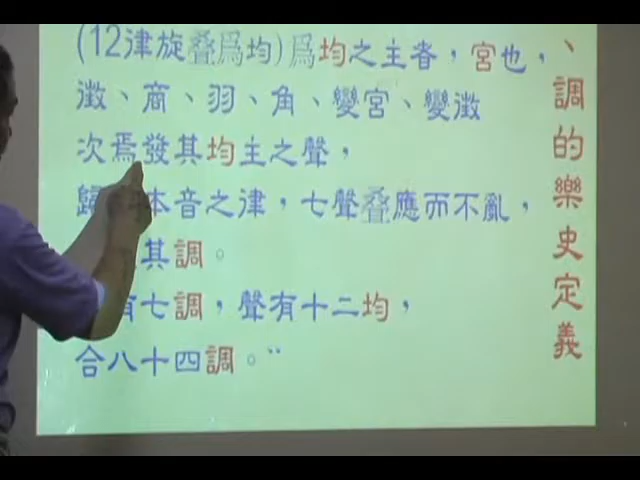 、調的樂史定義
(12律旋叠爲均)爲均之主者，宮也，
徵、商、羽、角、變宮、變徵
次焉發其均主之聲，
歸本音之律，七聲叠應而不亂，
其調。
有七調，聲有十二均，
合八十四調。¨